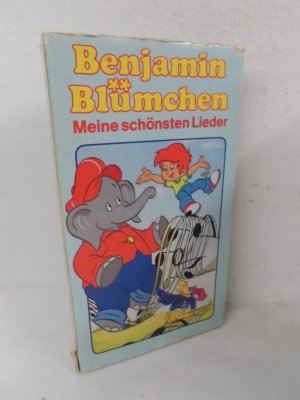 Benjamin
Blümchen
Meine schönsten Lieder